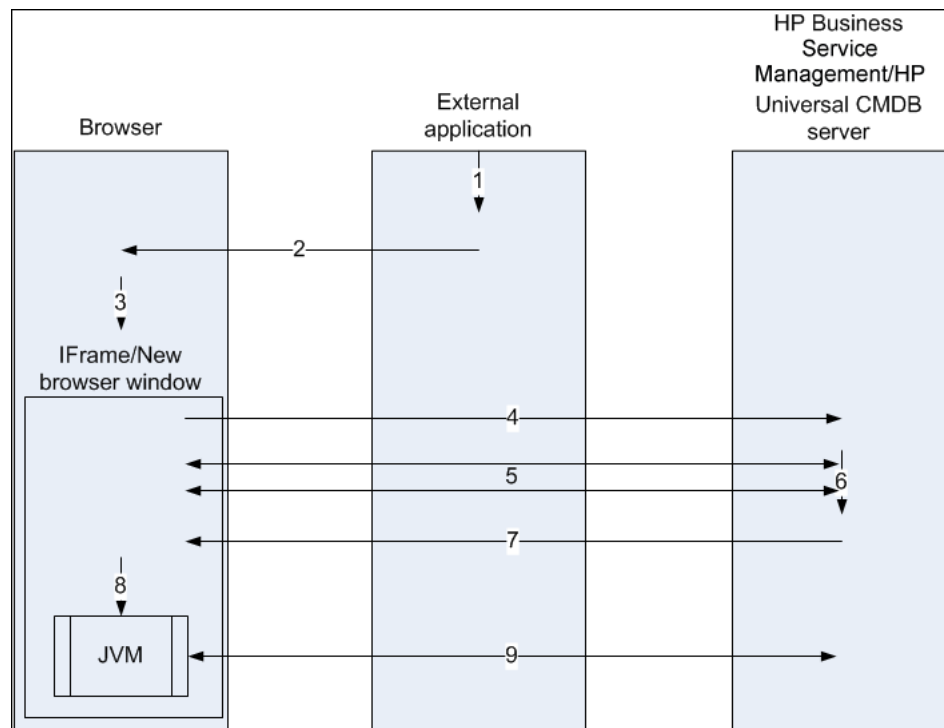 HP Business
Service
Management/HP
Universal CMDB
server
External
application
Browser
1
2
3
IFrame/New
browser window
4
5
6
7
8
JVM
9